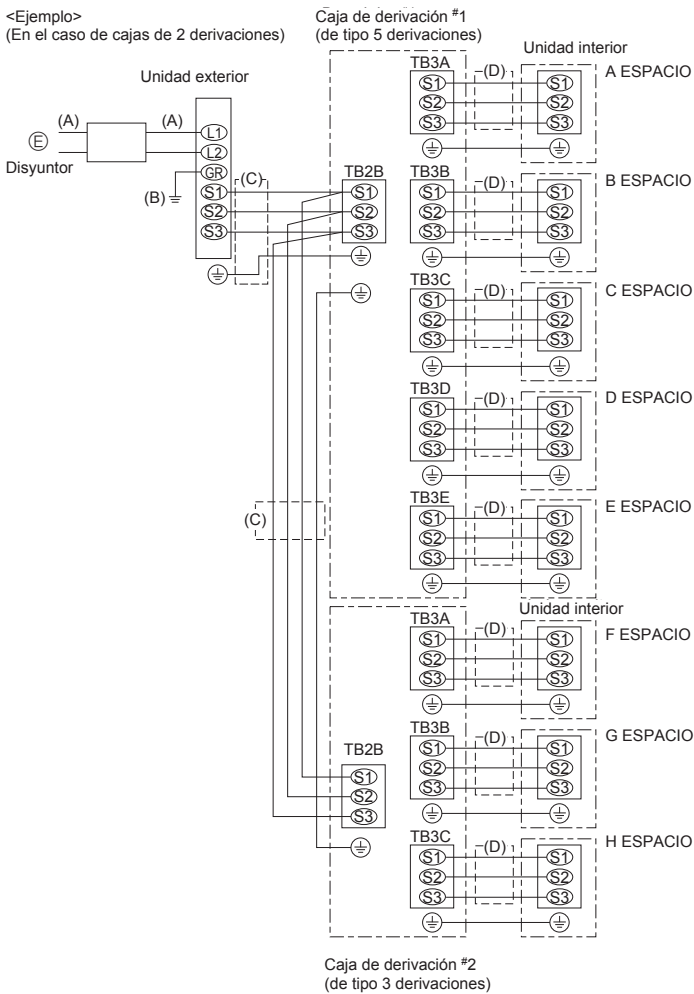 <Ejemplo>
(En el caso de cajas de 2 derivaciones)
Caja de derivación #1
(de tipo 5 derivaciones)
Unidad interior
Unidad exterior
(A) (A)
E
Disyuntor
L1
L2
GR
(B)
S1
S2
S3
(C)
TB2B
S1
S2
S3
TB3A (D) A ESPACIO
S1 S1
S2 S2
S3 S3
TB3B (D) B ESPACIO
S1 S1
S2 S2
S3 S3
TB3C (D) C ESPACIO
S1 S1
S2 S2
S3 S3
TB3D (D) D ESPACIO
S1 S1
S2 S2
S3 S3
TB3E (D) E ESPACIO
S1 S1
S2 S2
S3 S3
(C)
Unidad interior
TB3A (D) F ESPACIO
S1 S1
S2 S2
S3 S3
TB2B
S1
S2
S3
TB3B (D) G ESPACIO
S1 S1
S2 S2
S3 S3
TB3C (D) H ESPACIO
S1 S1
S2 S2
S3 S3
Caja de derivación #2
(de tipo 3 derivaciones)